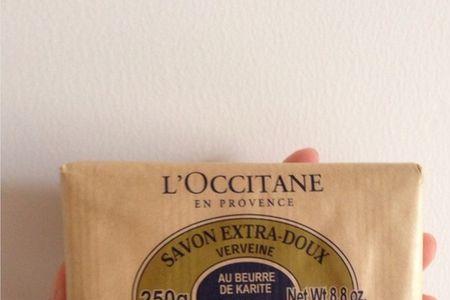 L'OCCITANE
EN PROVENCE
SAVON EXTRA-DOUX
VERVEINE
AU BEURRE
DE KARITE
250g Net Wt 8.8 oz